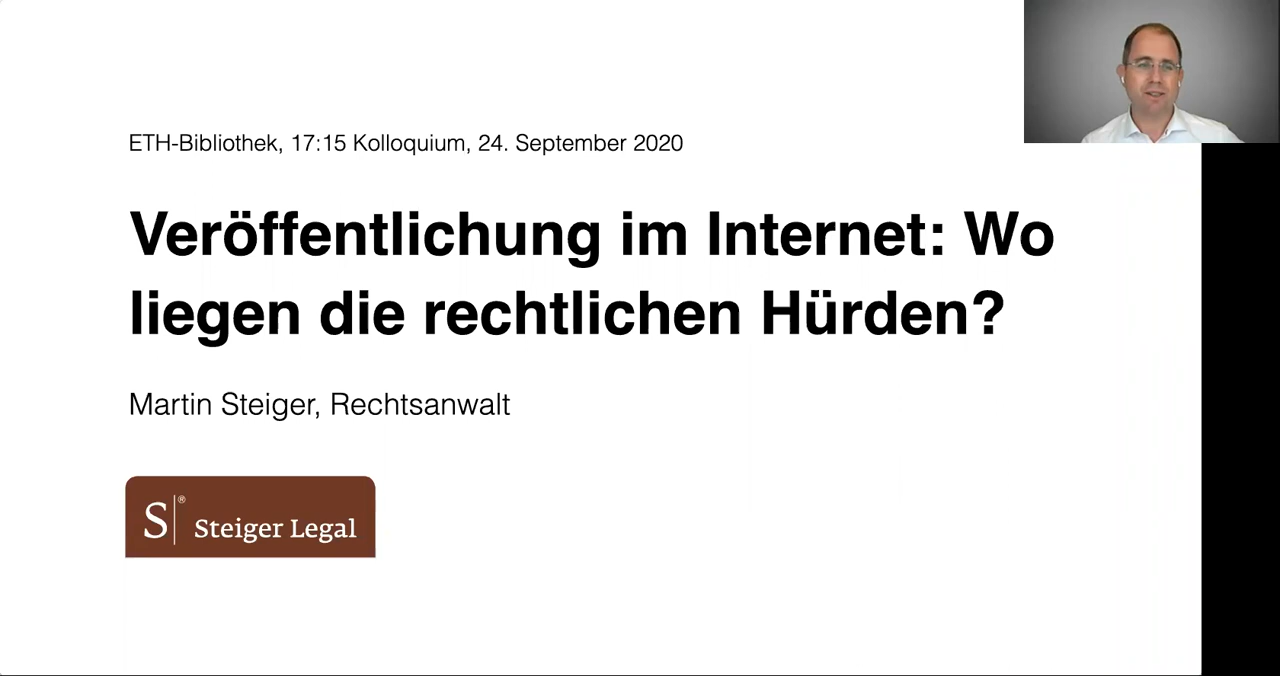 ETH-Bibliothek, 17:15 Kolloquium, 24. September 2020
Veröffentlichung im Internet: Wo
liegen die rechtlichen Hürden?
Martin Steiger, Rechtsanwalt
S|® Steiger Legal